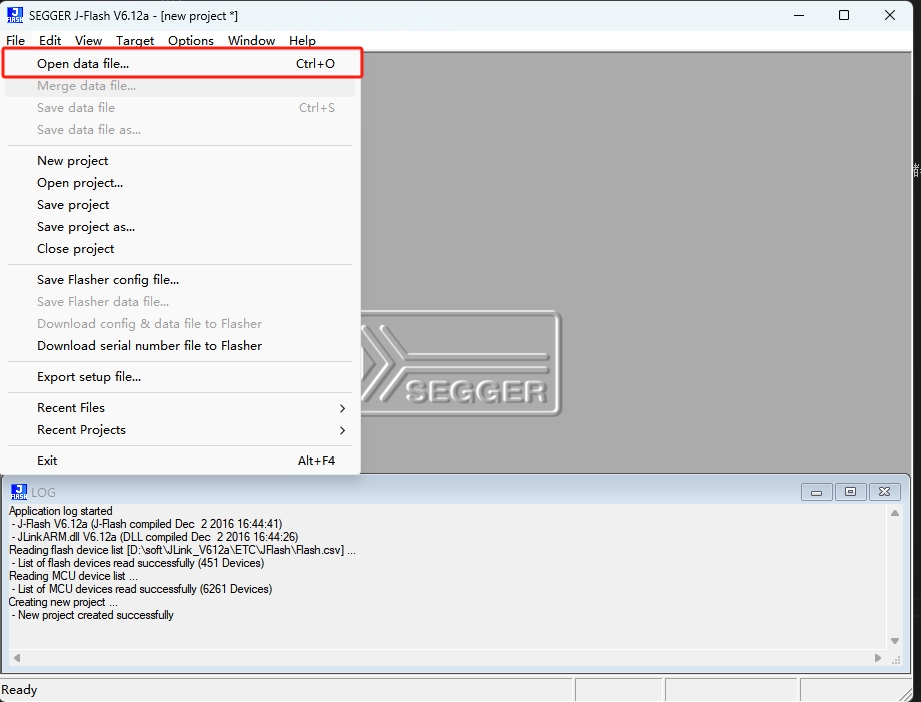 SEGGER J-Flash V6.12a - [new project *]
File Edit View Target Options Window Help
Open data file... Ctrl+O
Merge data file...
Save data file Ctrl+S
Save data file as...
New project
Open project...
Save project
Save project as...
Close project
Save Flasher config file...
Save Flasher data file...
Download config & data file to Flasher
Download serial number file to Flasher
Export setup file...
Recent Files
Recent Projects
Exit Alt+F4
SEGGER
LOG
Application log started
- J-Flash V6.12a (J-Flash compiled Dec 2 2016 16:44:41)
- JLinkARM.dll V6.12a (DLL compiled Dec 2 2016 16:44:26)
Reading flash device list [D:\soft\JLink_V612a\ETC\JFlash\Flash.csv] ...
- List of flash devices read successfully (451 Devices)
Reading MCU device list ...
- List of MCU devices read successfully (6261 Devices)
Creating new project ...
- New project created successfully
Ready